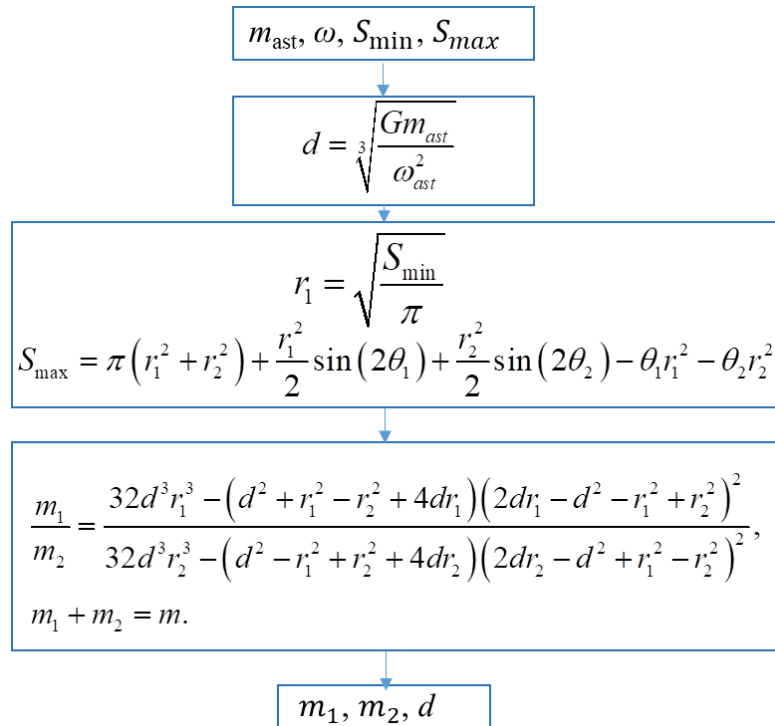 m_ast, ω, S_min, S_max
d = ∛(Gm_ast / ω²_ast)
r₁ = √(S_min / π)
S_max = π(r₁² + r₂²) + r₁²/2 sin(2θ₁) + r₂²/2 sin(2θ₂) − θ₁r₁² − θ₂r₂²
m₁/m₂ = (32d³r₁³ − (d² + r₁² − r₂² + 4dr₁)(2dr₁ − d² − r₁² + r₂²)²) / (32d³r₂³ − (d² − r₁² + r₂² + 4dr₂)(2dr₂ − d² + r₁² − r₂²)²),
m₁ + m₂ = m.
m₁, m₂, d